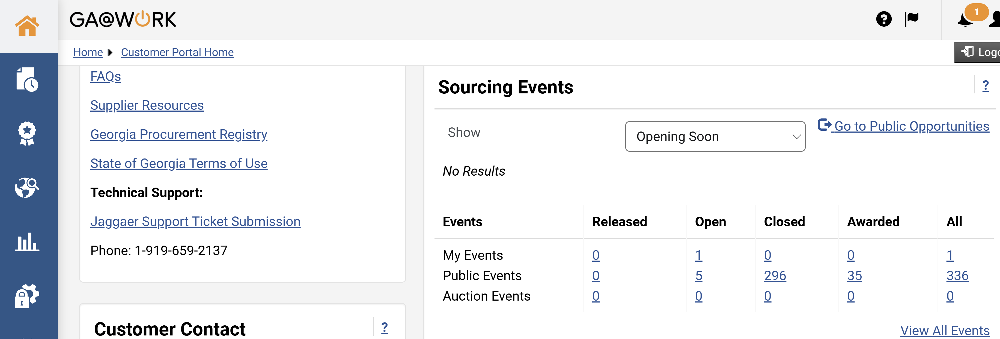 GA@WORK
1
Home
Customer Portal Home
FAQs
Supplier Resources
Georgia Procurement Registry
State of Georgia Terms of Use
Technical Support:
Jaggaer Support Ticket Submission
Phone: 1-919-659-2137
Customer Contact ?
Sourcing Events ?
Show Opening Soon Go to Public Opportunities
No Results
Events Released Open Closed Awarded All
My Events 0 1 0 0 1
Public Events 0 5 296 35 336
Auction Events 0 0 0 0 0
View All Events